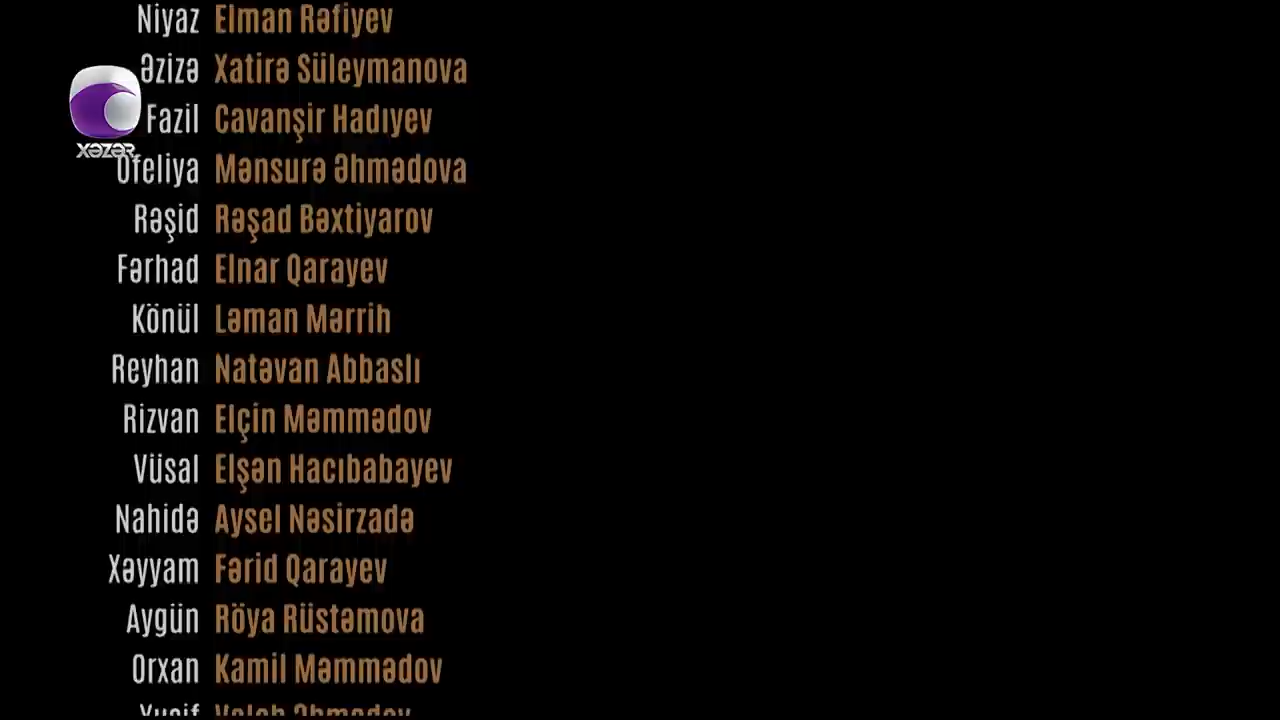 Niyaz Elman Rəfiyev
Əzizə Xatirə Süleymanova
Fazil Cavanşir Hadıyev
XƏZƏR
Ofeliya Mənsurə Əhmədova
Rəşid Rəşad Bəxtiyarov
Fərhad Elnar Qarayev
Könül Ləman Mərrih
Reyhan Natəvan Abbaslı
Rizvan Elçin Məmmədov
Vüsal Elşən Hacıbabayev
Nahidə Aysel Nəsirzadə
Xəyyam Fərid Qarayev
Aygün Röya Rüstəmova
Orxan Kamil Məmmədov
Əhmədov